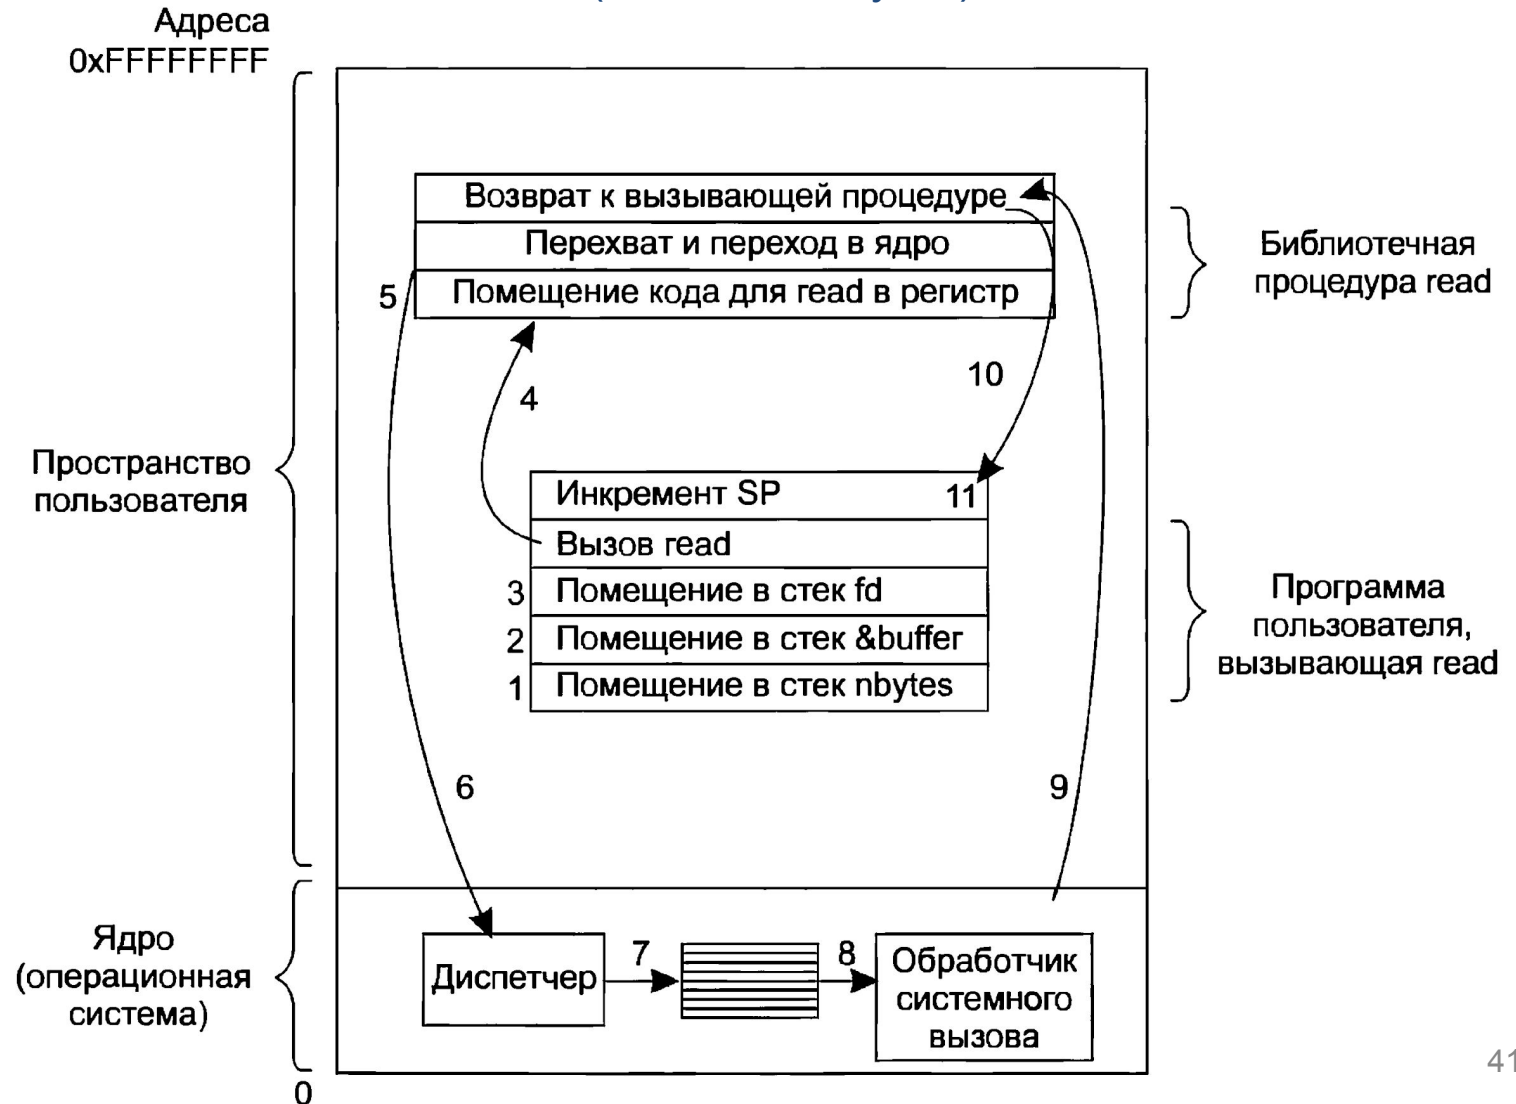 Адреса
0xFFFFFFFF
Возврат к вызывающей процедуре
Перехват и переход в ядро
5 Помещение кода для read в регистр
Библиотечная
процедура read
4
10
Пространство
пользователя
Инкремент SP 11
Вызов read
3 Помещение в стек fd
2 Помещение в стек &buffer
1 Помещение в стек nbytes
Программа
пользователя,
вызывающая read
6
9
Ядро
(операционная
система)
Диспетчер
7
8
Обработчик
системного
вызова
0
41